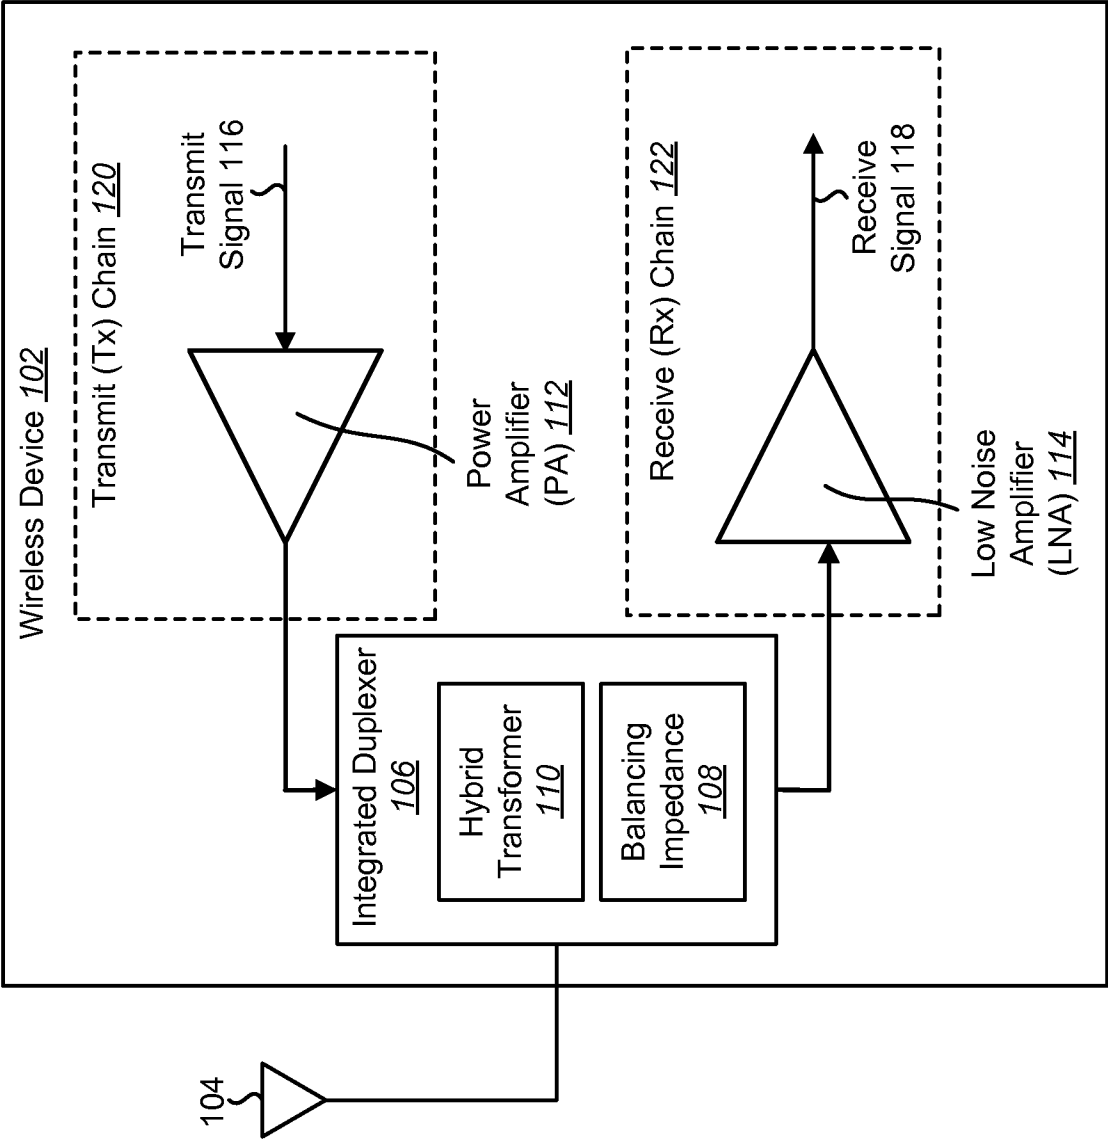 Wireless Device 102
Transmit (Tx) Chain 120
Transmit
Signal 116
Power
Amplifier
(PA) 112
Receive (Rx) Chain 122
Receive
Signal 118
Low Noise
Amplifier
(LNA) 114
Integrated Duplexer
106
Hybrid
Transformer
110
Balancing
Impedance
108
104